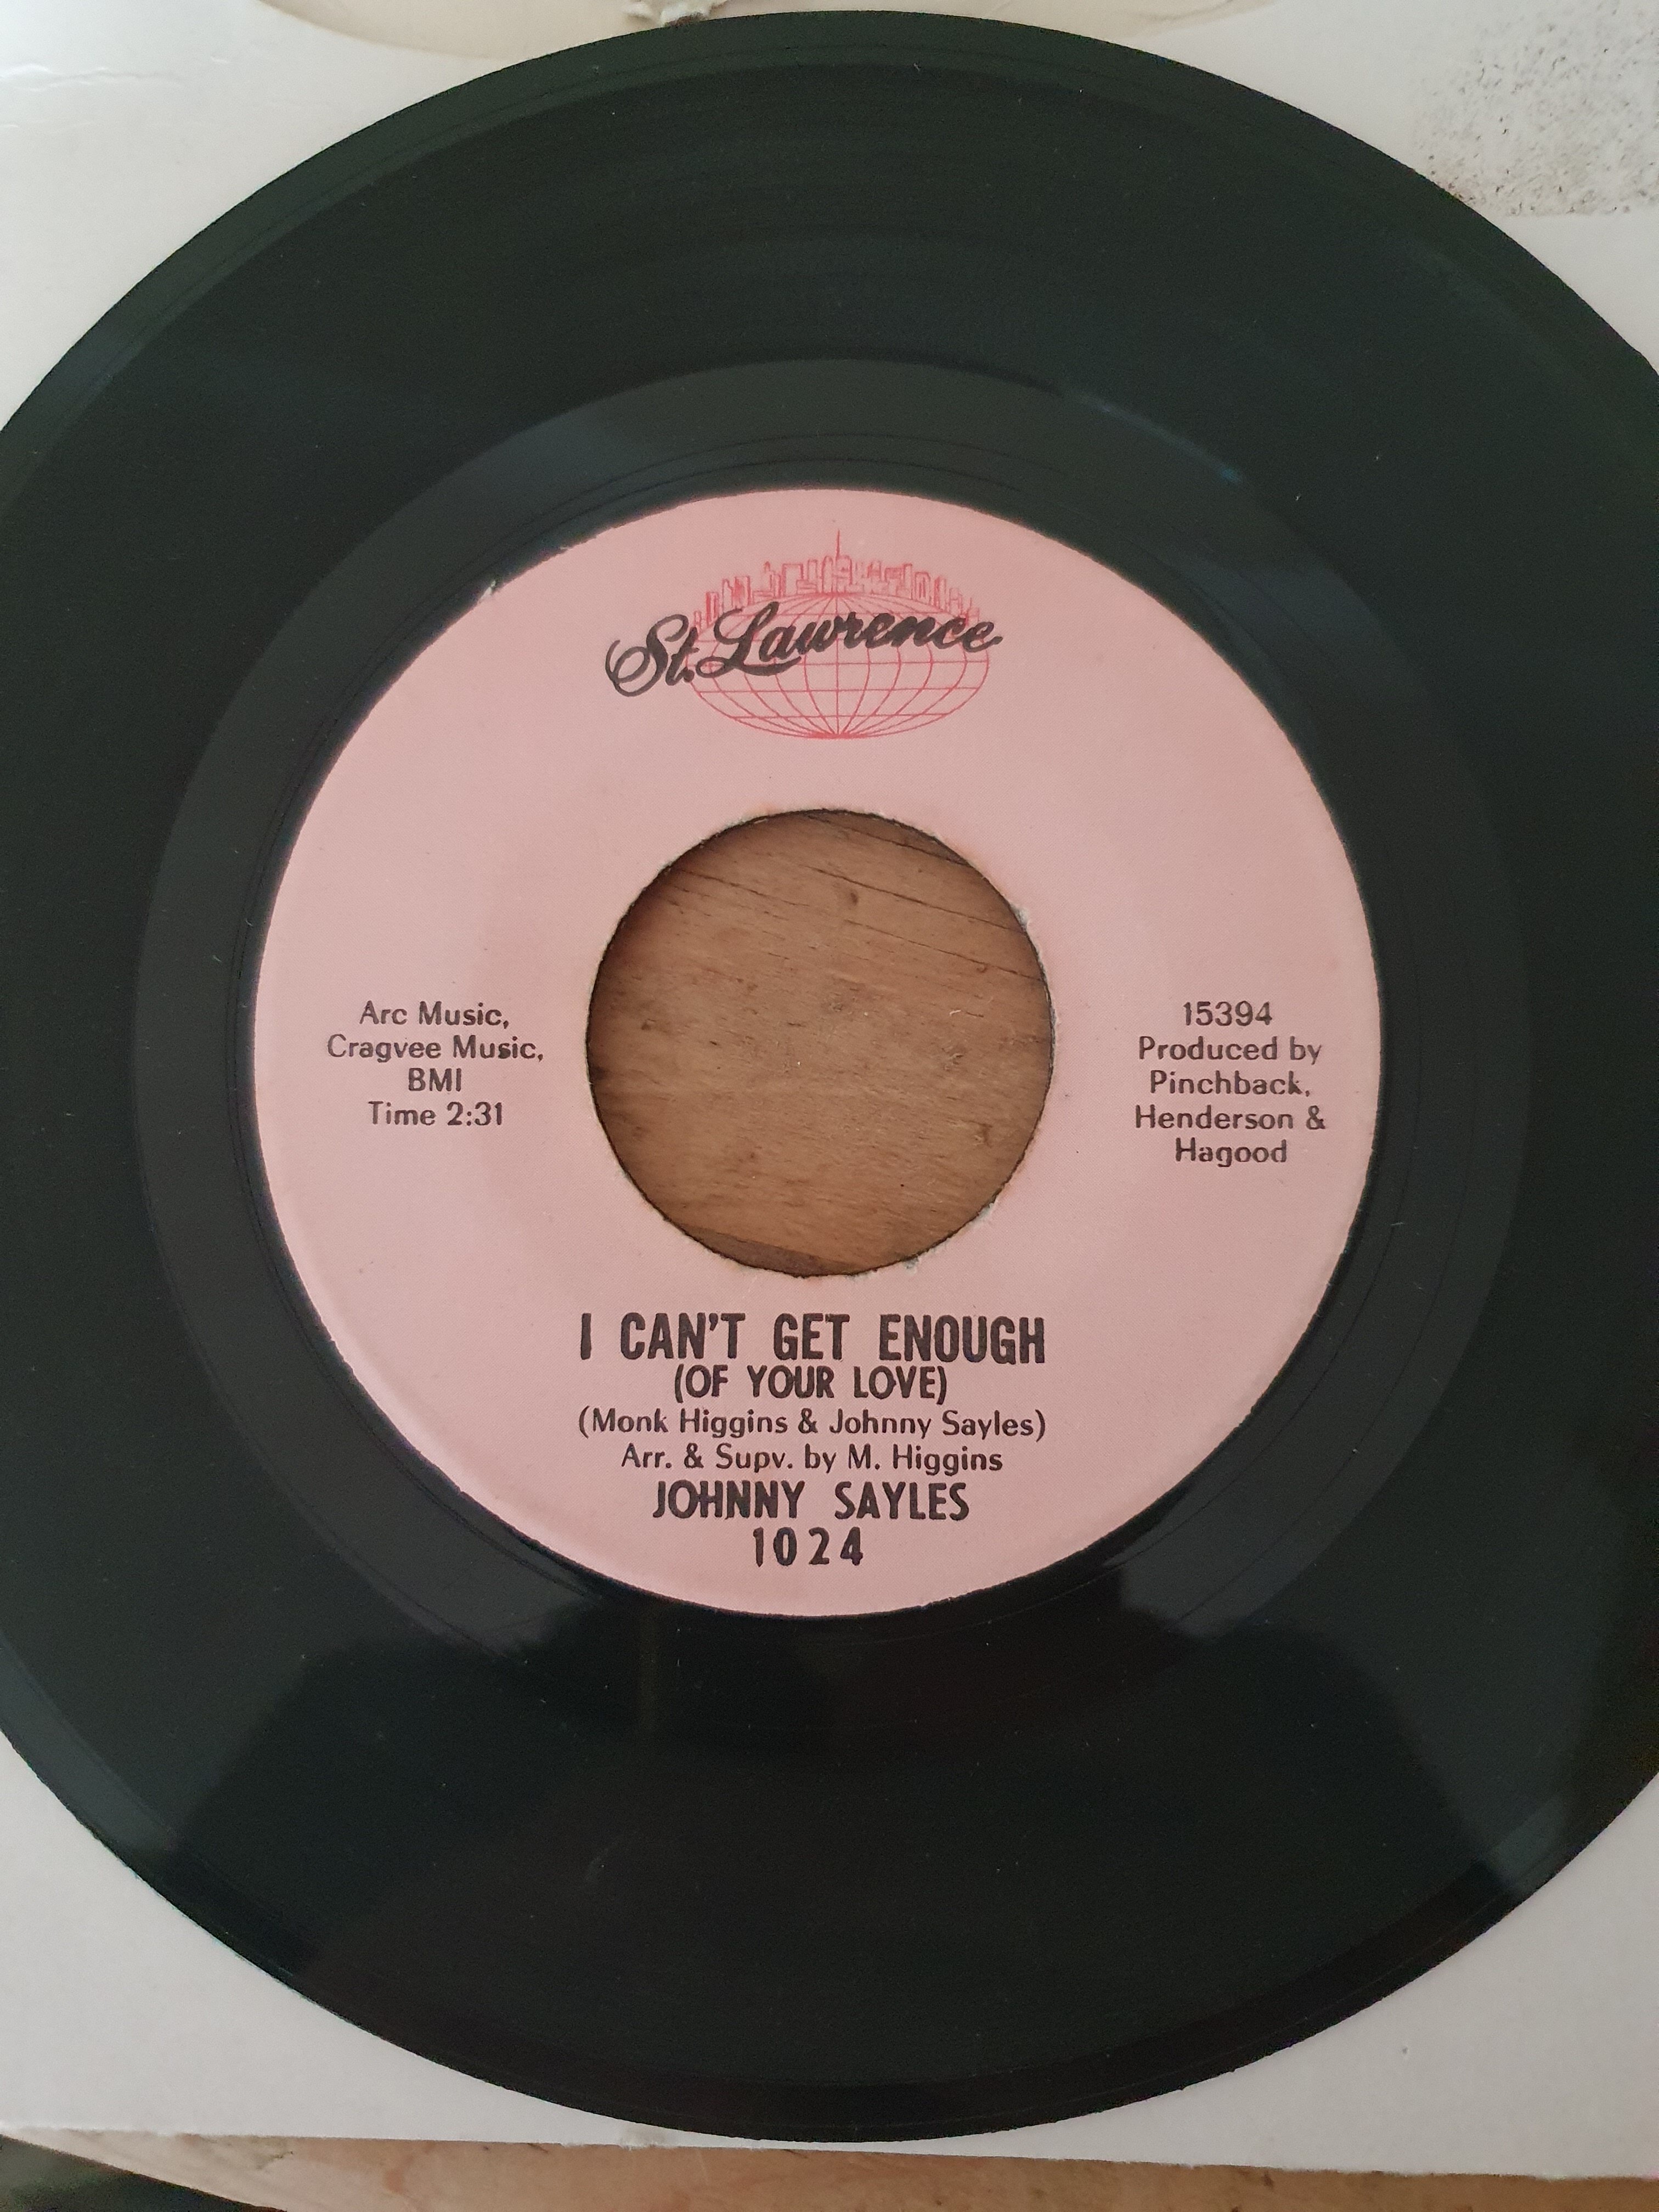 St. Lawrence
Arc Music,
Cragvee Music,
BMI
Time 2:31
15394
Produced by
Pinchback,
Henderson &
Hagood
I CAN'T GET ENOUGH
(OF YOUR LOVE)
(Monk Higgins & Johnny Sayles)
Arr. & Supv. by M. Higgins
JOHNNY SAYLES
1024